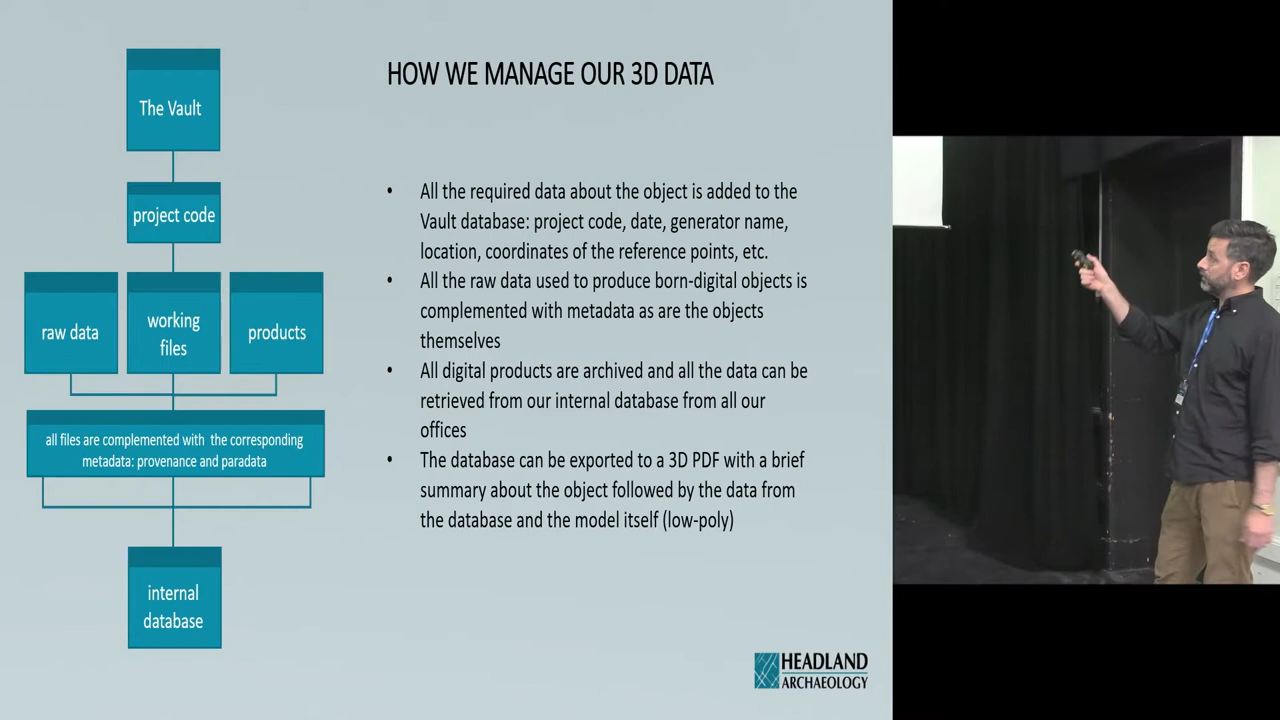 The Vault
project code
raw data
working
files
products
all files are complemented with  the corresponding
metadata: provenance and paradata
internal
database
HOW WE MANAGE OUR 3D DATA
• All the required data about the object is added to the
Vault database: project code, date, generator name,
location, coordinates of the reference points, etc.
• All the raw data used to produce born-digital objects is
complemented with metadata as are the objects
themselves
• All digital products are archived and all the data can be
retrieved from our internal database from all our
offices
• The database can be exported to a 3D PDF with a brief
summary about the object followed by the data from
the database and the model itself (low-poly)
HEADLAND
ARCHAEOLOGY